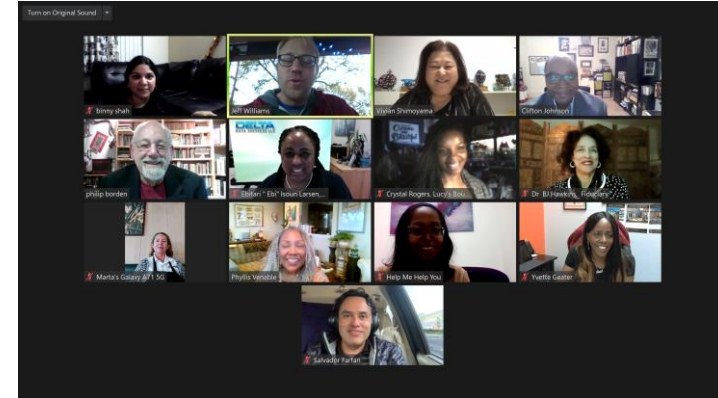 Turn on Original Sound
binny shah
Jeff Williams
Vivian Shimoyama
Clifton Johnson
philip borden
DELTA
Ebitari " Ebi" Isoun Larsen...
Crystal Rogers, Lucy's Bou...
Dr. BJ Hawkins, Fiduciary
Marta's Galaxy A71 5G
Phyllis Venable
Help Me Help You
Yvette Geater
Salvador Farfan